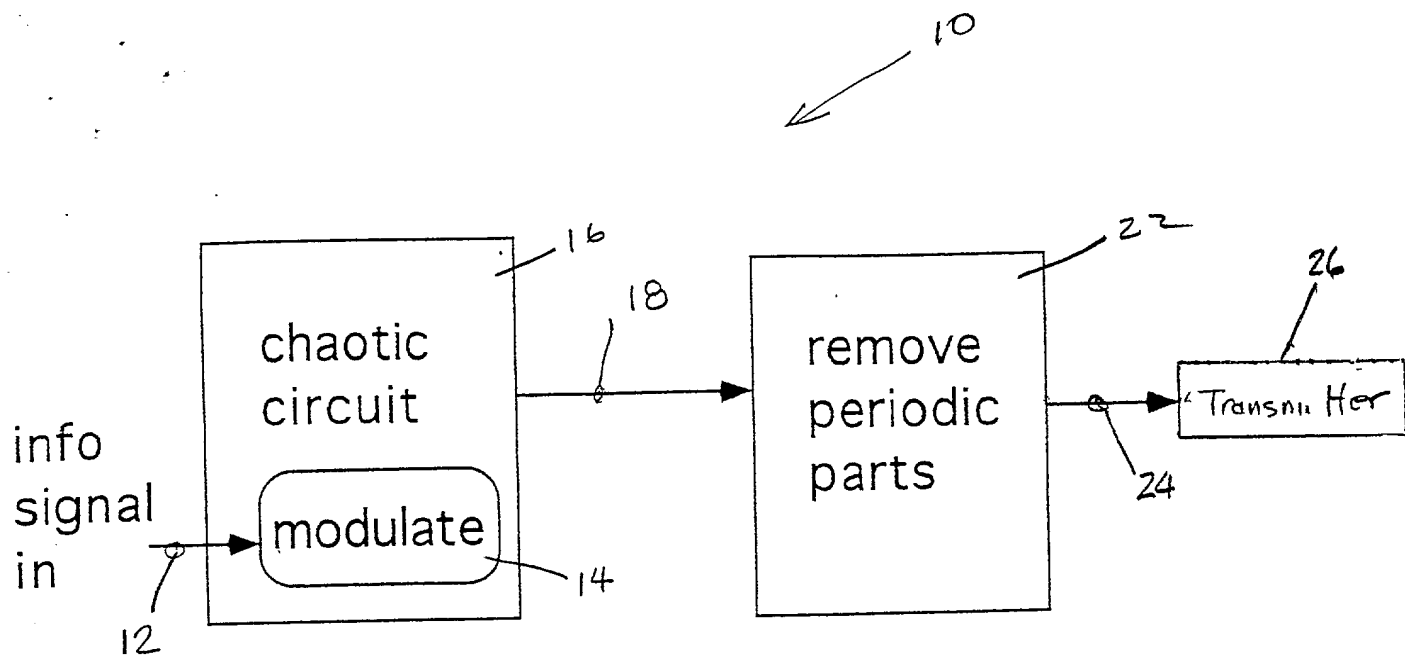 10
16
22
26
18
chaotic
circuit
remove
periodic
parts
Transmitter
info
signal
in
modulate
24
14
12